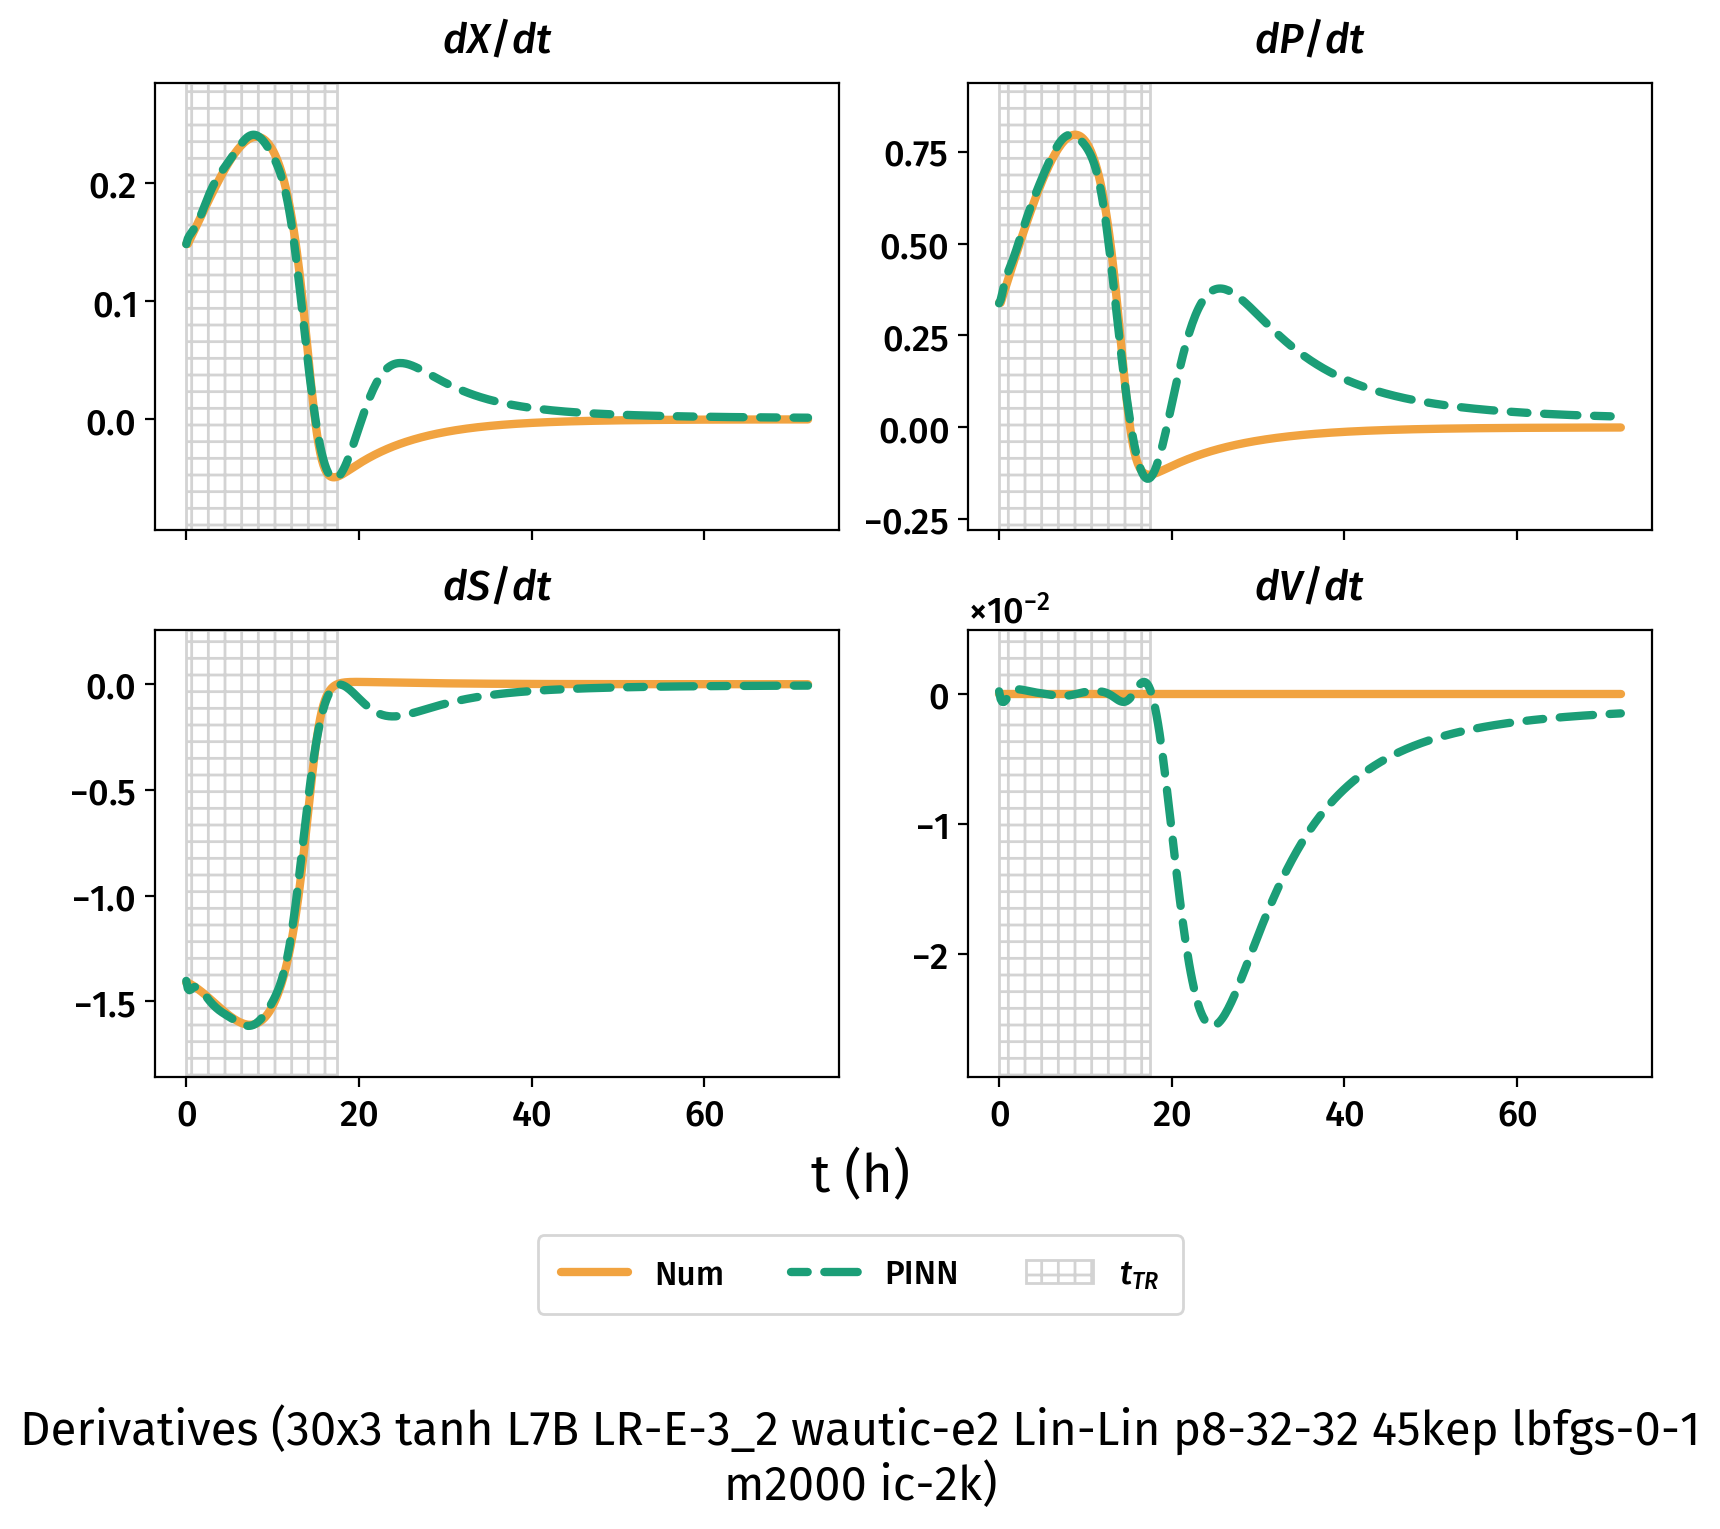 dX/dt
dP/dt
0.2
0.1
0.0
0.75
0.50
0.25
0.00
−0.25
dS/dt
dV/dt
×10⁻²
0.0
−0.5
−1.0
−1.5
0
−1
−2
0 20 40 60
0 20 40 60
t (h)
Num PINN t_TR
Derivatives (30x3 tanh L7B LR-E-3_2 wautic-e2 Lin-Lin p8-32-32 45kep lbfgs-0-1
m2000 ic-2k)